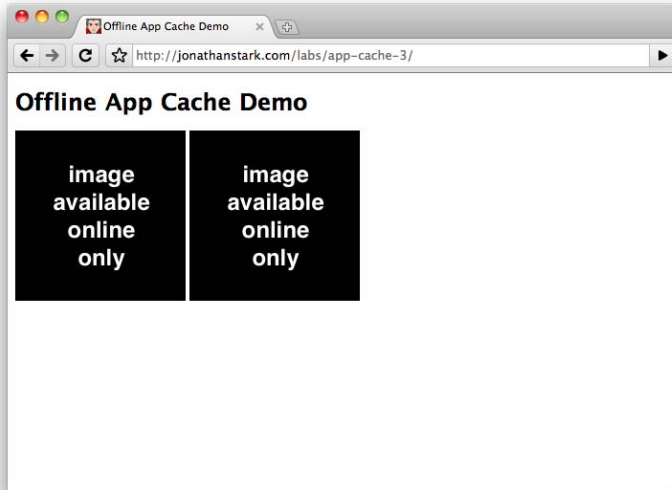 Offline App Cache Demo
http://jonathanstark.com/labs/app-cache-3/
Offline App Cache Demo
image
available
online
only
image
available
online
only